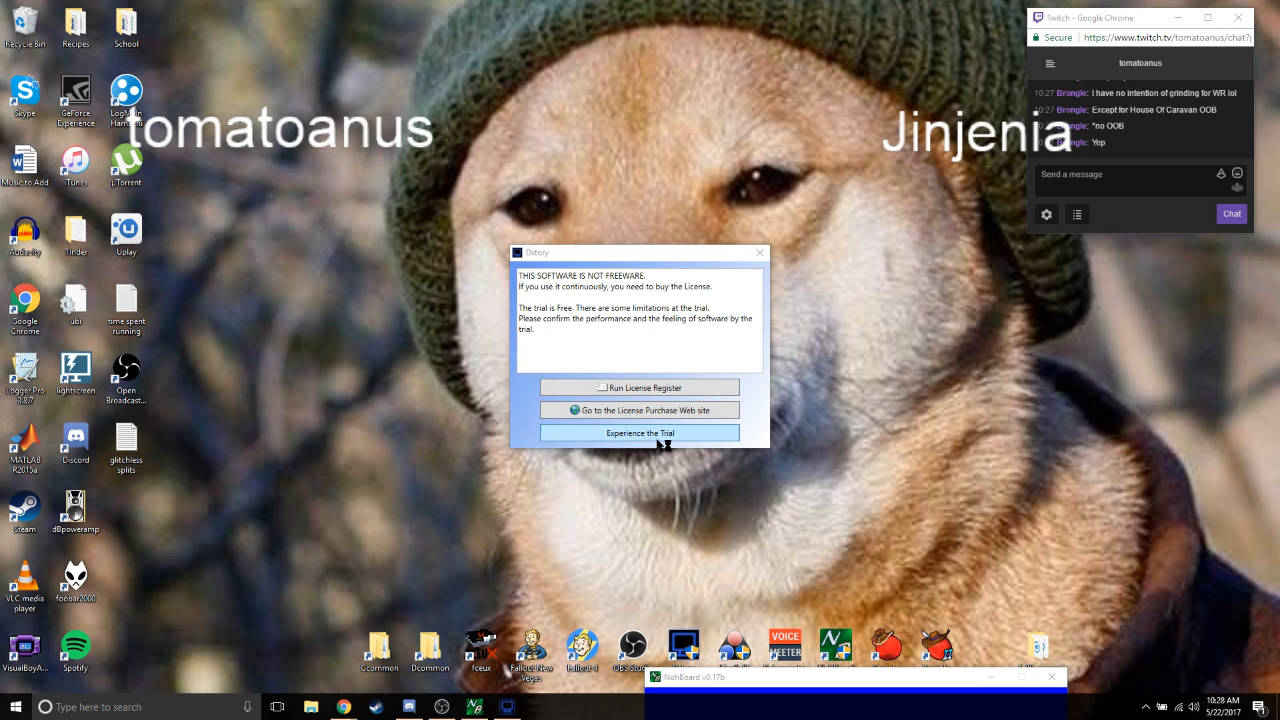 Recycle Bin
Recipes
School
Skype
GeForce
Experience
LogMeIn
Hamachi
Music to Add
iTunes
µTorrent
Audacity
Tinder
Uplay
Google
Chrome
ubi
time spent
running
Logger Pro
3.8.7
lightscreen
Open
Broadcast...
MATLAB
R2015a
Discord
glitchless
splits
Steam
dBpoweramp
VLC media
player
foobar2000
VisualBoyA...
Spotify
tomatoanus
Jinjenia
Twitch - Google Chrome
Secure
https://www.twitch.tv/tomatoanus/chat?
tomatoanus
10:27 Brongle: I have no intention of grinding for WR lol
10:27 Brongle: Except for House Of Caravan OOB
Brongle: *no OOB
Brongle: Yep
Send a message
Chat
Dxtory
THIS SOFTWARE IS NOT FREEWARE.
If you use it continuously, you need to buy the License.
The trial is Free. There are some limitations at the trial.
Please confirm the performance and the feeling of software by the
trial.
Run License Register
Go to the License Purchase Web site
Experience the Trial
Ccommon
Dcommon
fceux
Fallout New
Vegas
Fallout 4
OBS Studio
VOICE
MEETER
NohBoard v0.17b
Type here to search
10:28 AM
5/22/2017